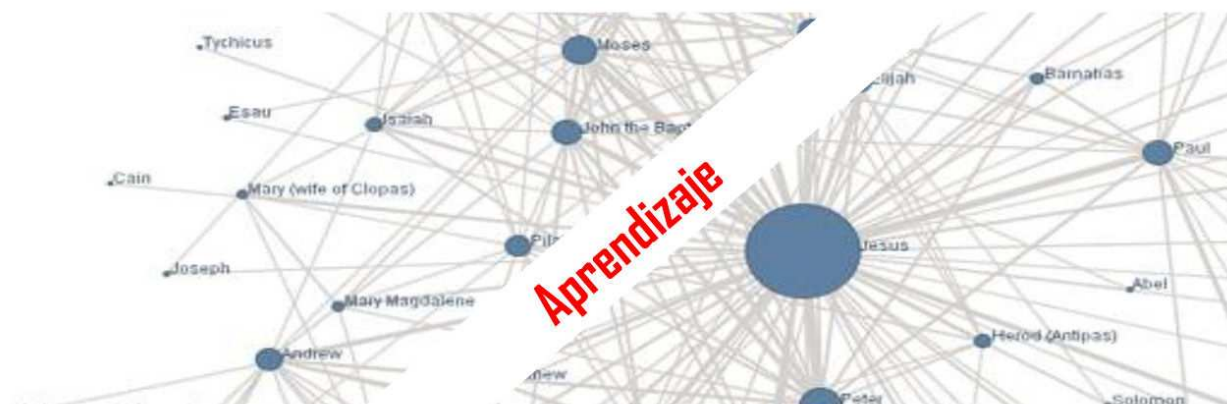 Tychicus
Moses
Elijah
Barnabas
Esau
Isaiah
John the Bapt
Paul
Cain
Mary (wife of Clopas)
Aprendizaje
Jesus
Joseph
Abel
Mary Magdalene
Herod (Antipas)
Andrew
Peter
Solomon